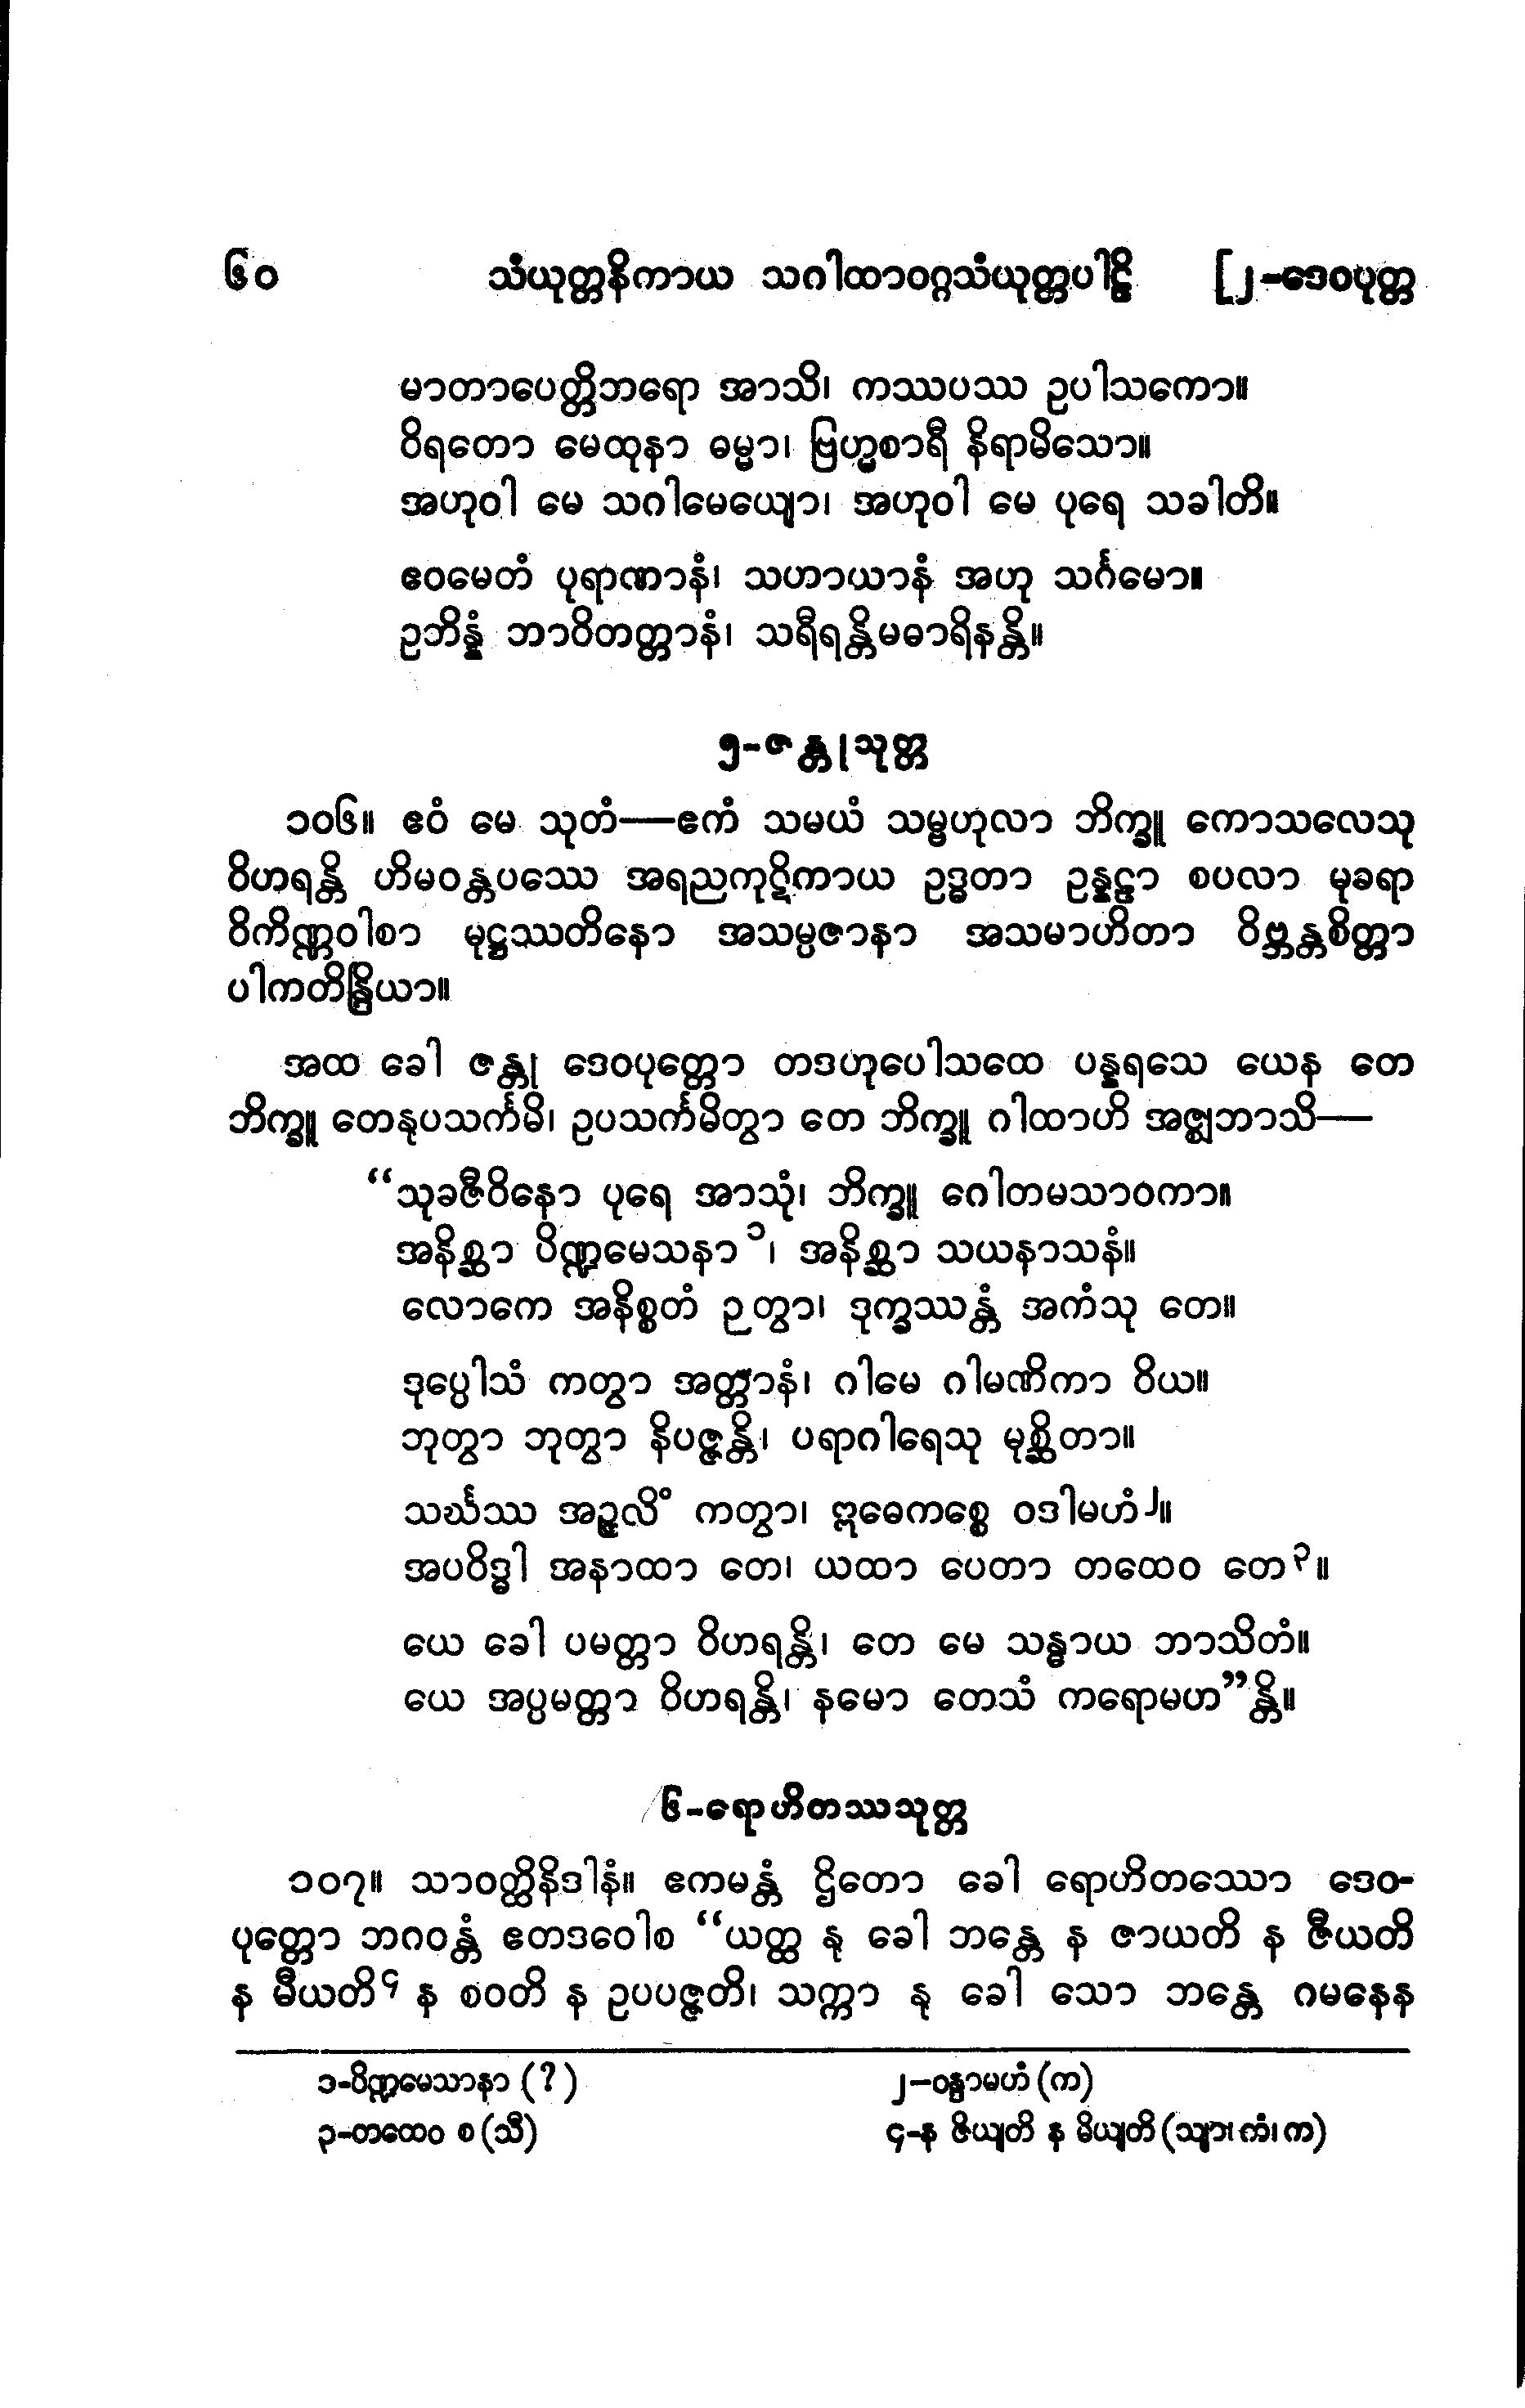 ၆၀ သံယုတ္တနိကာယ သဂါထာဝဂ္ဂသံယုတ္တပါဠိ [၂-ဒေဝပုတ္တ
မာတာပေတ္တိဘရော အာသိ၊ ကဿပဿ ဥပါသကော။
ဝိရတော မေထုနာ ဓမ္မာ၊ ဗြဟ္မစာရီ နိရာမိသော။
အဟုဝါ မေ သဂါမေယျော၊ အဟုဝါ မေ ပုရေ သခါတိ။
ဧဝမေတံ ပုရာဏာနံ၊ သဟာယာနံ အဟု သင်္ဂမော။
ဥဘိန္နံ ဘာဝိတတ္တာနံ၊ သရီရန္တိမဓာရိနန္တိ။
၅-ဇန္တုသုတ္တ
၁၀၆။ ဧဝံ မေ သုတံ—ဧကံ သမယံ သမ္ဗဟုလာ ဘိက္ခူ ကောသလေသု
ဝိဟရန္တိ ဟိမဝန္တပဿေ အရညကုဋိကာယ ဥဒ္ဓတာ ဥန္နဠာ စပလာ မုခရာ
ဝိကိဏ္ဏဝါစာ မုဋ္ဌဿတိနော အသမ္ပဇာနာ အသမာဟိတာ ဝိဗ္ဘန္တစိတ္တာ
ပါကတိန္ဒြိယာ။
အထ ခေါ ဇန္တု ဒေဝပုတ္တော တဒဟုပေါသထေ ပန္နရသေ ယေန တေ
ဘိက္ခူ တေနုပသင်္ကမိ၊ ဥပသင်္ကမိတွာ တေ ဘိက္ခူ ဂါထာဟိ အဇ္ဈဘာသိ—
“သုခဇီဝိနော ပုရေ အာသုံ၊ ဘိက္ခူ ဂေါတမသာဝကာ။
အနိစ္ဆာ ပိဏ္ဍမေသနာ၁၊ အနိစ္ဆာ သယနာသနံ။
လောကေ အနိစ္စတံ ဉတွာ၊ ဒုက္ခဿန္တံ အကံသု တေ။
ဒုပ္ပေါသံ ကတွာ အတ္တာနံ၊ ဂါမေ ဂါမဏိကာ ဝိယ။
ဘုတွာ ဘုတွာ နိပဇ္ဇန္တိ၊ ပရာဂါရေသု မုစ္ဆိတာ။
သင်္ဃဿ အဉ္ဇလိံ ကတွာ၊ ဣဓေကစ္စေ ဝဒါမဟံ၂။
အပဝိဒ္ဓါ အနာထာ တေ၊ ယထာ ပေတာ တထေဝ တေ၃။
ယေ ခေါ ပမတ္တာ ဝိဟရန္တိ၊ တေ မေ သန္ဓာယ ဘာသိတံ။
ယေ အပ္ပမတ္တာ ဝိဟရန္တိ၊ နမော တေသံ ကရောမဟ”န္တိ။
၆-ရောဟိတဿသုတ္တ
၁၀၇။ သာဝတ္ထိနိဒါနံ။ ဧကမန္တံ ဌိတော ခေါ ရောဟိတဿော ဒေဝ-
ပုတ္တော ဘဂဝန္တံ ဧတဒဝေါစ “ယတ္ထ နု ခေါ ဘန္တေ န ဇာယတိ န ဇီယတိ
န မီယတိ၄ န စဝတိ န ဥပပဇ္ဇတိ၊ သက္ကာ နု ခေါ သော ဘန္တေ ဂမနေန
၁-ပိဏ္ဍမေသာနာ (?) ၂-ဝန္ဒာမဟံ (က)
၃-တထေဝ စ (သီ) ၄-န ဇိယျတိ န မိယျတိ (သျာ၊ ကံ၊ က)